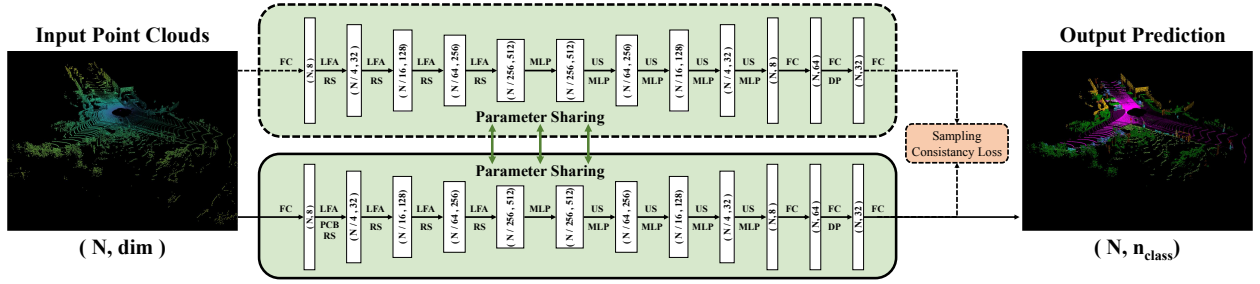 Input Point Clouds
( N, dim )
FC
( N, 8 )
LFA
RS
( N / 4 , 32 )
LFA
RS
( N / 16 , 128)
LFA
RS
( N / 64 , 256)
LFA
RS
( N / 256 , 512)
MLP
( N / 256 , 512)
US
MLP
( N / 64 , 256)
US
MLP
( N / 16 , 128)
US
MLP
( N / 4 , 32 )
US
MLP
( N, 8 )
FC
( N, 64 )
FC
DP
( N, 32 )
FC
Parameter Sharing
Parameter Sharing
FC
( N, 8 )
LFA
PCB
RS
( N / 4 , 32 )
LFA
RS
( N / 16 , 128)
LFA
RS
( N / 64 , 256)
LFA
RS
( N / 256 , 512)
MLP
( N / 256 , 512)
US
MLP
( N / 64 , 256)
US
MLP
( N / 16 , 128)
US
MLP
( N / 4 , 32 )
US
MLP
( N, 8 )
FC
( N, 64 )
FC
DP
( N, 32 )
FC
Sampling
Consistancy Loss
Output Prediction
( N, nclass)